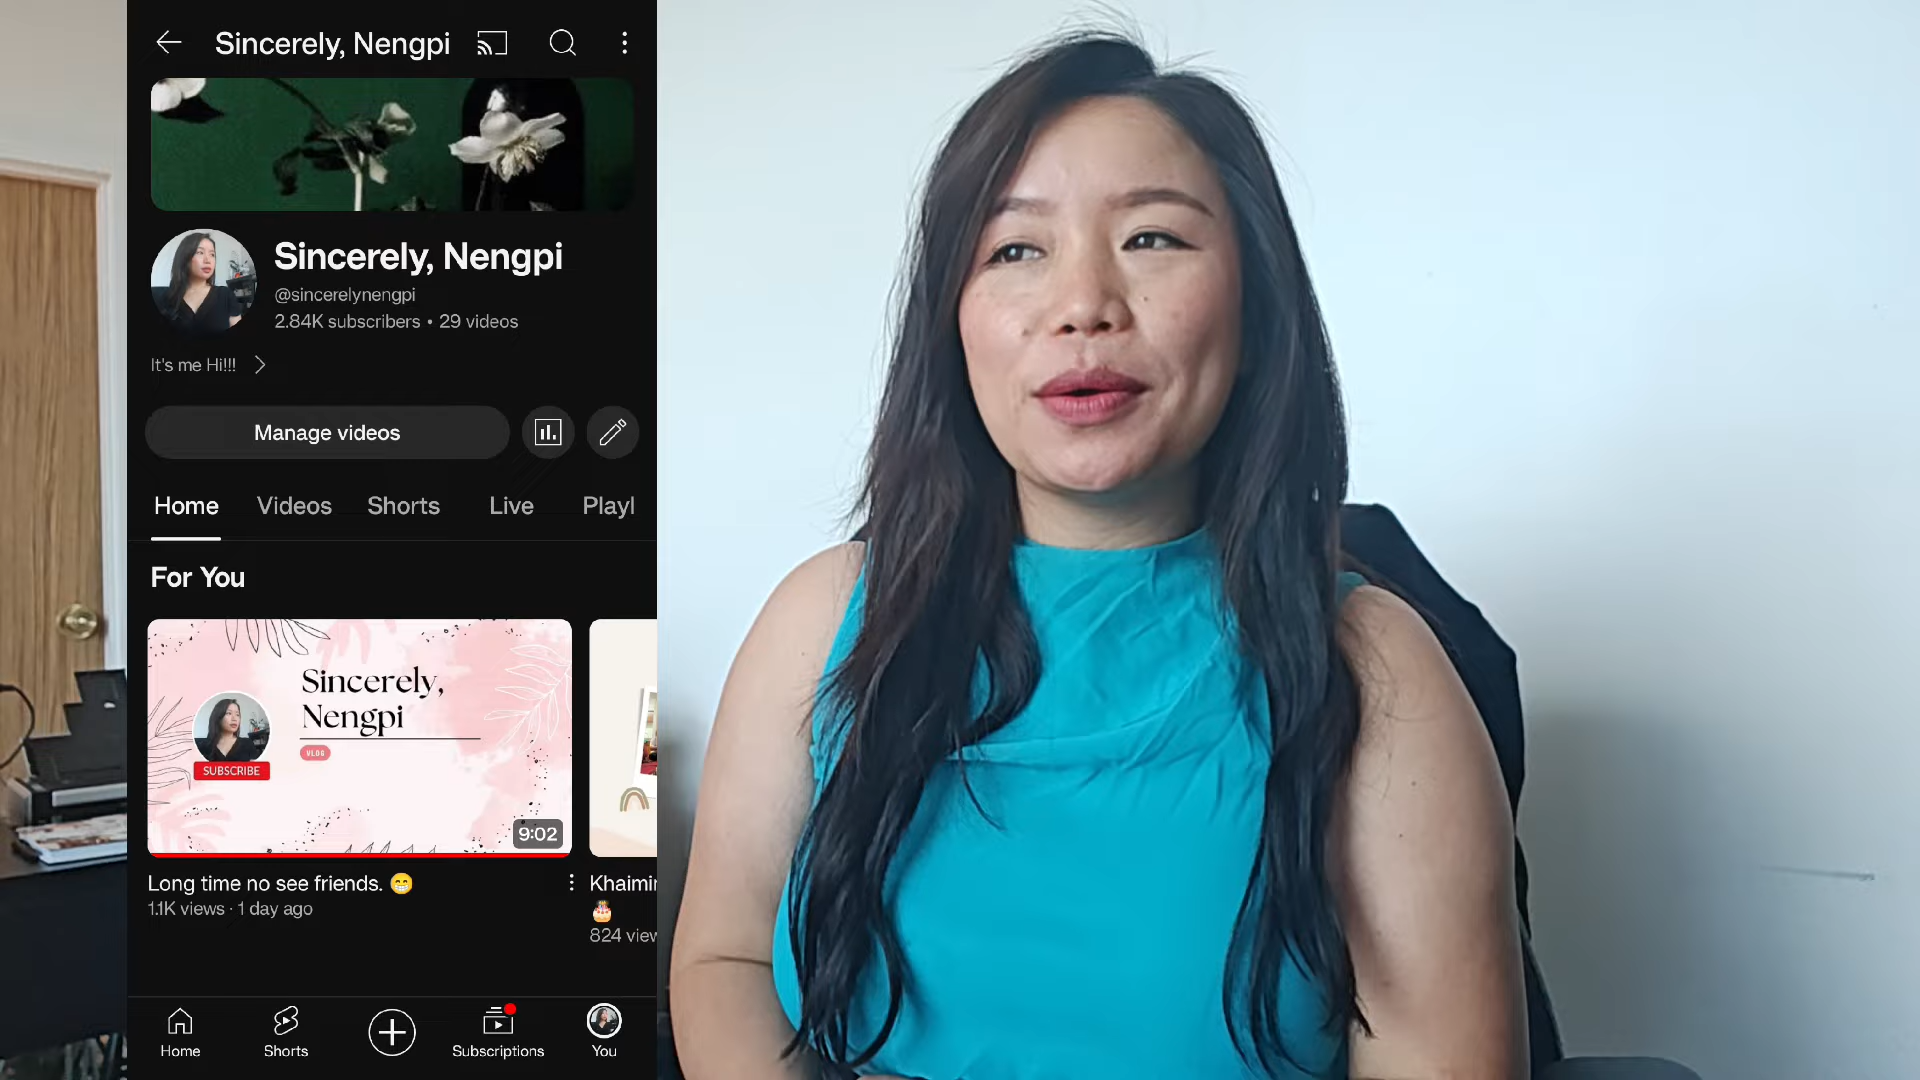 Sincerely, Nengpi
Sincerely, Nengpi
@sincerelynengpi
2.84K subscribers • 29 videos
It's me Hi!!!
Manage videos
Home Videos Shorts Live Playl
For You
Sincerely,
Nengpi
VLOG
SUBSCRIBE
9:02
Long time no see friends. 😁
1.1K views · 1 day ago
Khaimin
🎂
824 view
Home Shorts Subscriptions You